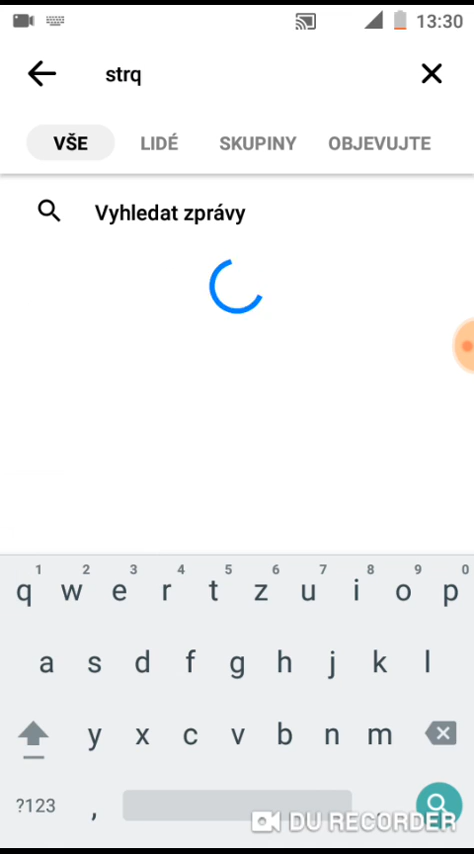 13:30
strq
VŠE LIDÉ SKUPINY OBJEVUJTE
Vyhledat zprávy
1 2 3 4 5 6 7 8 9 0
q w e r t z u i o p
a s d f g h j k l
y x c v b n m
?123 ,
DU RECORDER